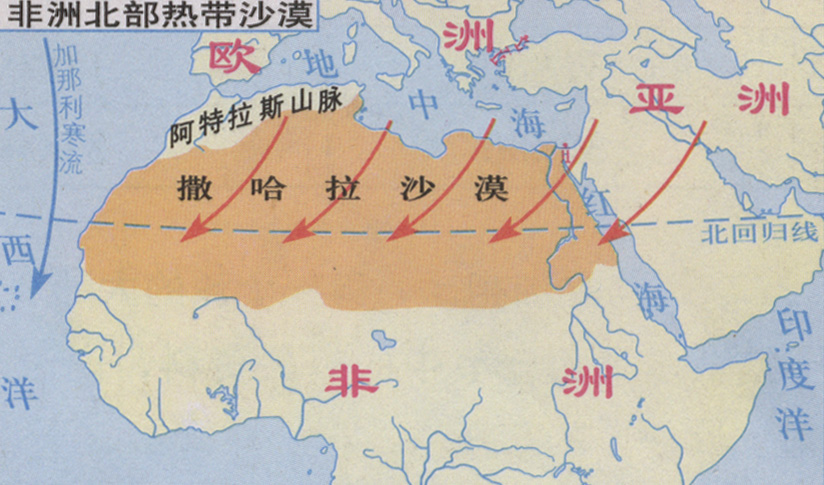 非洲北部热带沙漠
欧洲
亚洲
非洲
大西洋
地中海
红海
印度洋
加那利寒流
阿特拉斯山脉
撒哈拉沙漠
北回归线